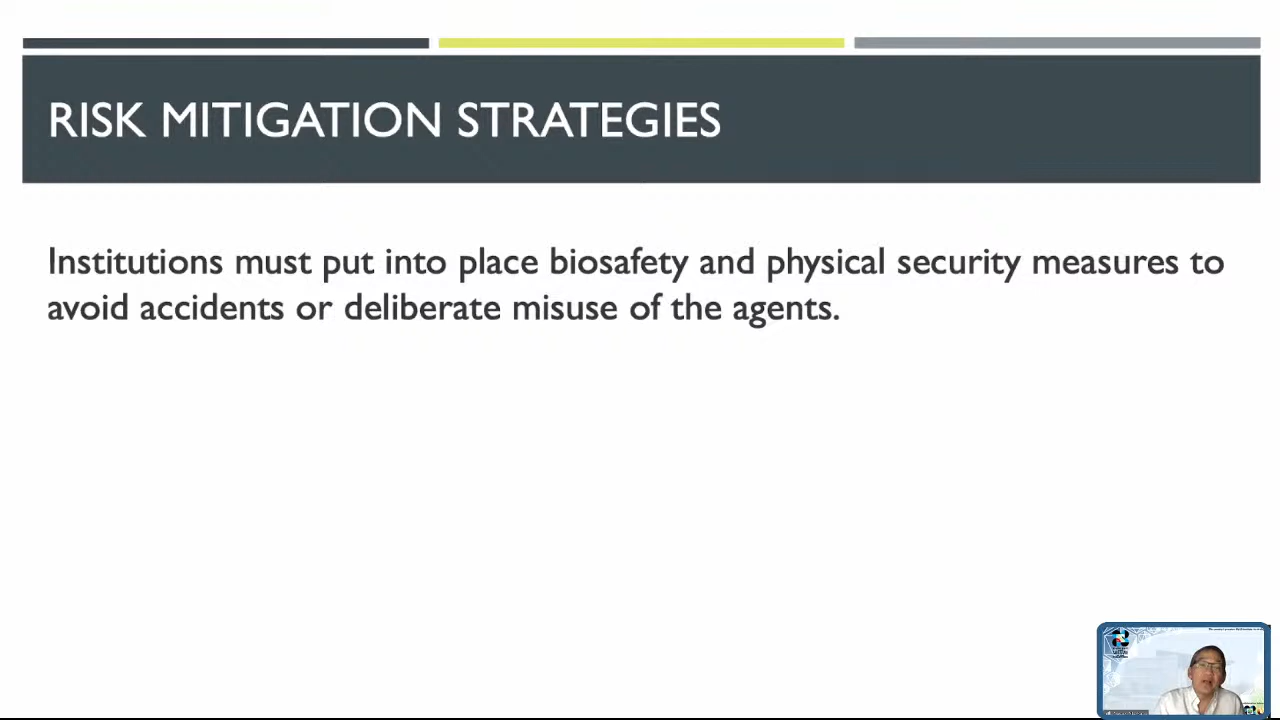 RISK MITIGATION STRATEGIES
Institutions must put into place biosafety and physical security measures to
avoid accidents or deliberate misuse of the agents.